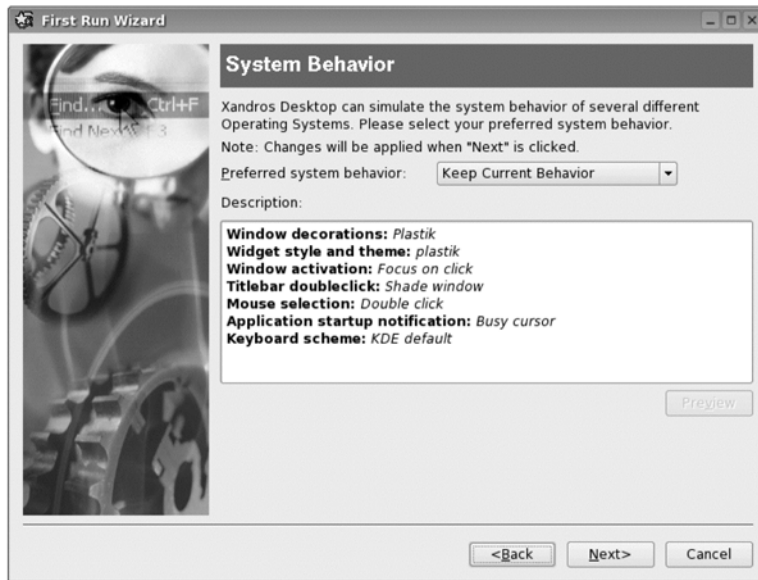 First Run Wizard
Find... Ctrl+F
Find Next F3
System Behavior
Xandros Desktop can simulate the system behavior of several different
Operating Systems. Please select your preferred system behavior.
Note: Changes will be applied when "Next" is clicked.
Preferred system behavior: Keep Current Behavior
Description:
Window decorations: Plastik
Widget style and theme: plastik
Window activation: Focus on click
Titlebar doubleclick: Shade window
Mouse selection: Double click
Application startup notification: Busy cursor
Keyboard scheme: KDE default
Preview
<Back Next> Cancel